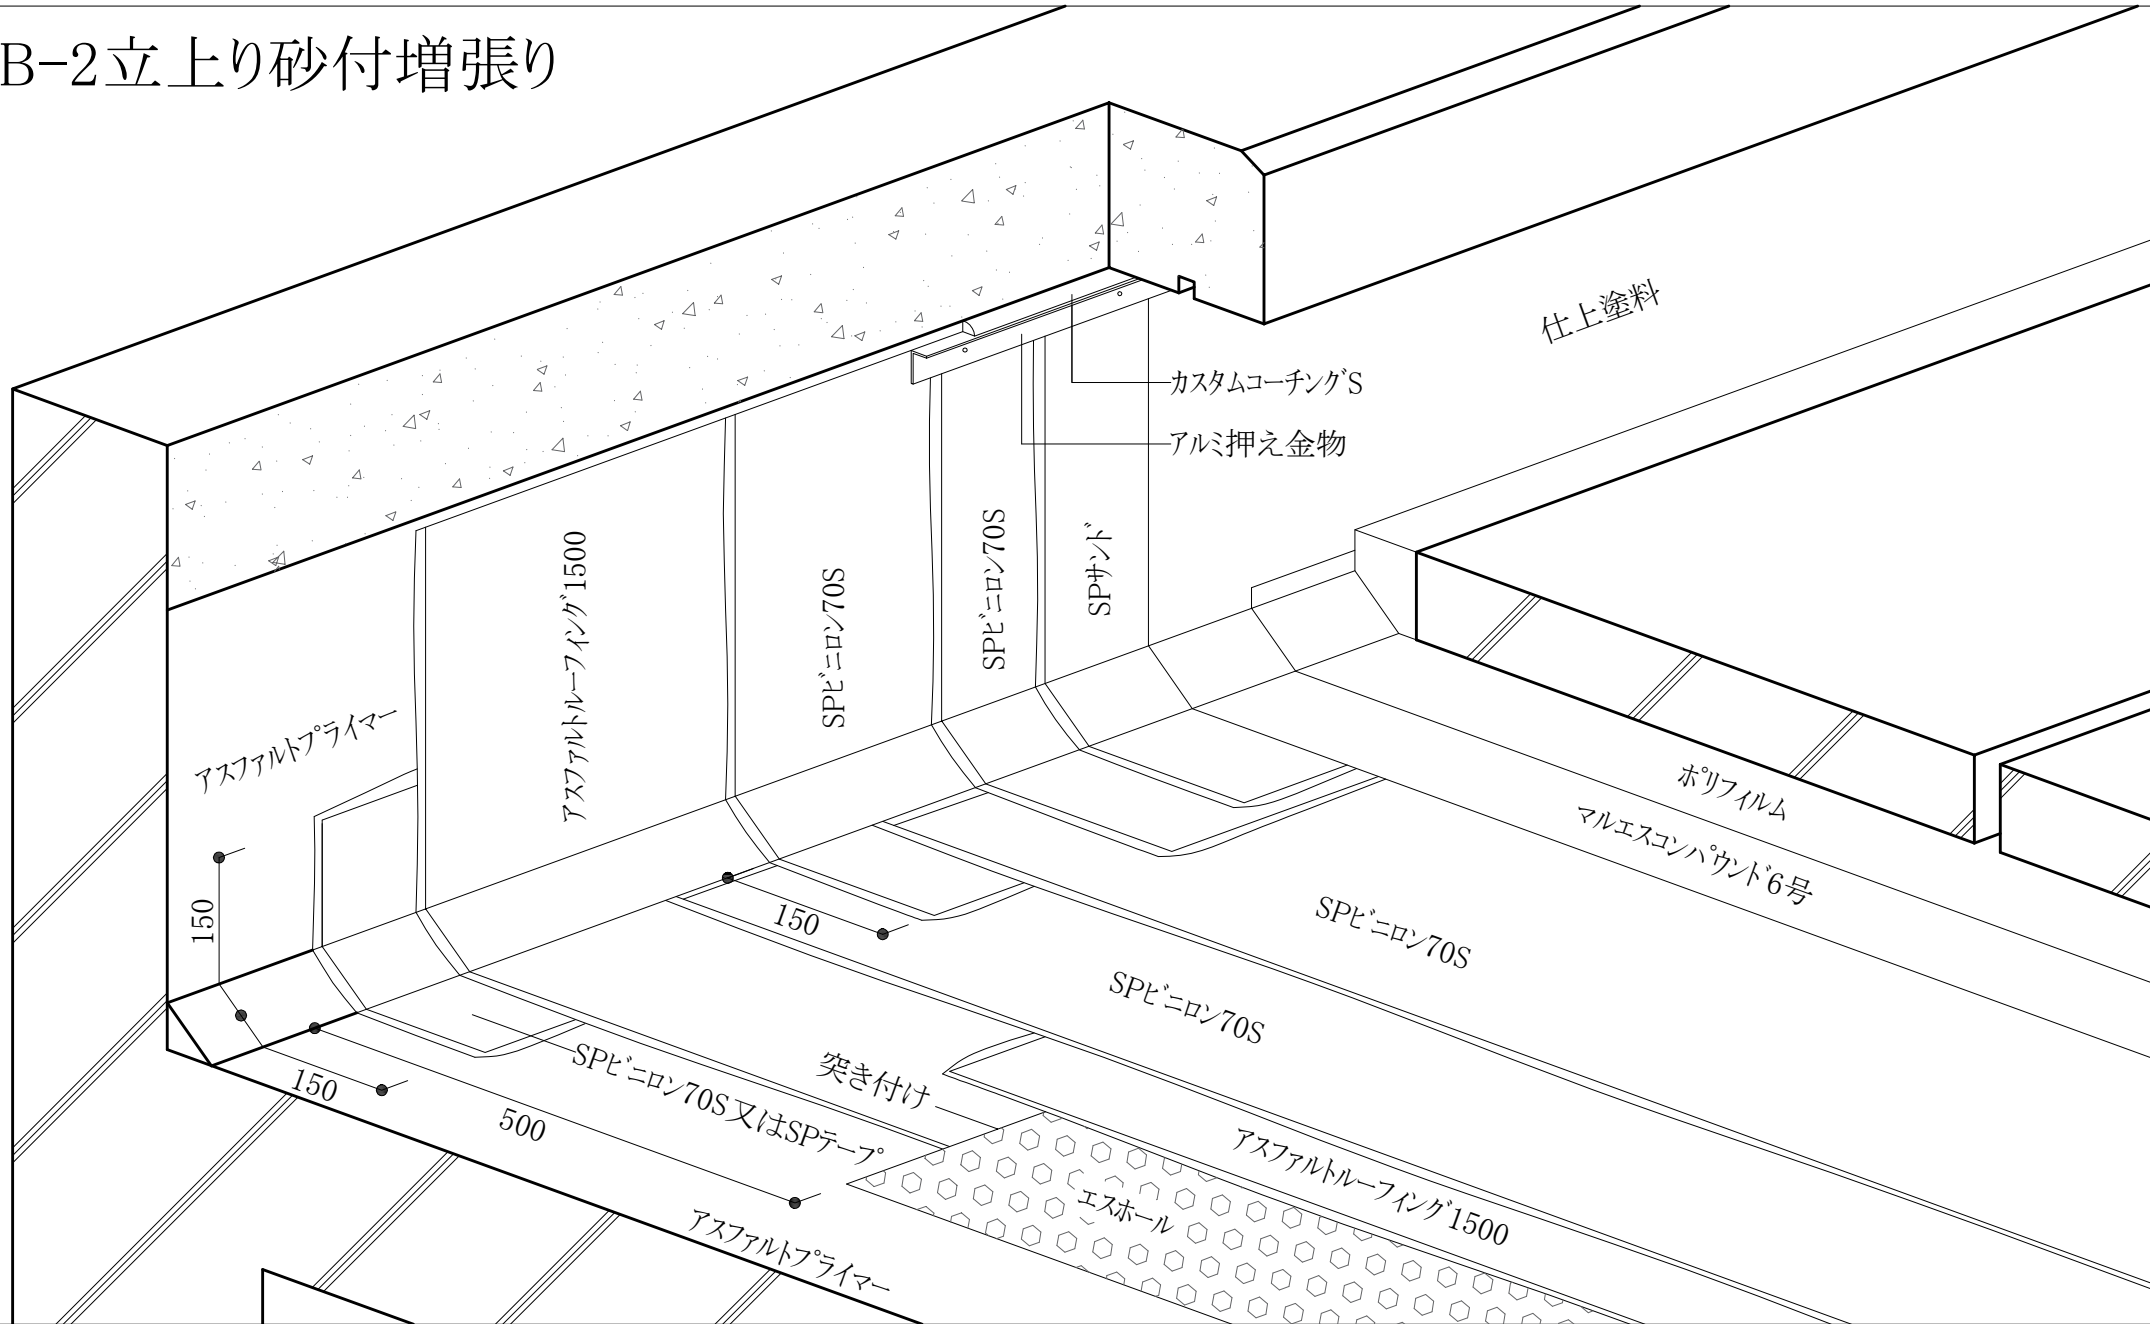 B-2立上り砂付増張り
仕上塗料
カスタムコーチングS
アルミ押え金物
アスファルトルーフィング1500
SPビニロン70S
SPビニロン70S
SPサンド
アスファルトプライマー
150
150
ポリフィルム
マルエスコンパウンド6号
SPビニロン70S
SPビニロン70S
150
500
SPビニロン70S又はSPテープ
突き付け
アスファルトルーフィング1500
エスホール
アスファルトプライマー